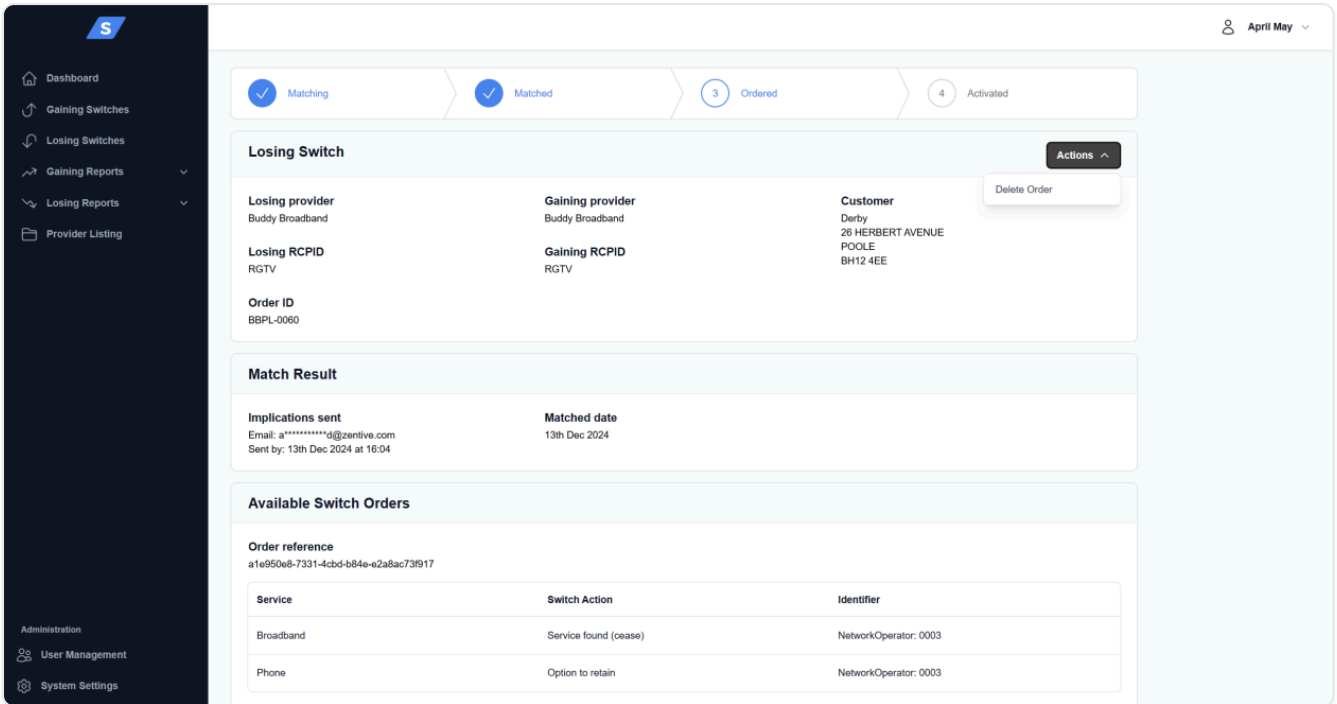 S
April May
Dashboard
Gaining Switches
Losing Switches
Gaining Reports
Losing Reports
Provider Listing
Administration
User Management
System Settings
Matching
Matched
3 Ordered
4 Activated
Losing Switch
Actions
Delete Order
Losing provider
Buddy Broadband
Losing RCPID
RGTV
Order ID
BBPL-0060
Gaining provider
Buddy Broadband
Gaining RCPID
RGTV
Customer
Derby
26 HERBERT AVENUE
POOLE
BH12 4EE
Match Result
Implications sent
Email: a***********d@zentive.com
Sent by: 13th Dec 2024 at 16:04
Matched date
13th Dec 2024
Available Switch Orders
Order reference
a1e950e8-7331-4cbd-b84e-e2a8ac73f917
Service Switch Action Identifier
Broadband Service found (cease) NetworkOperator: 0003
Phone Option to retain NetworkOperator: 0003